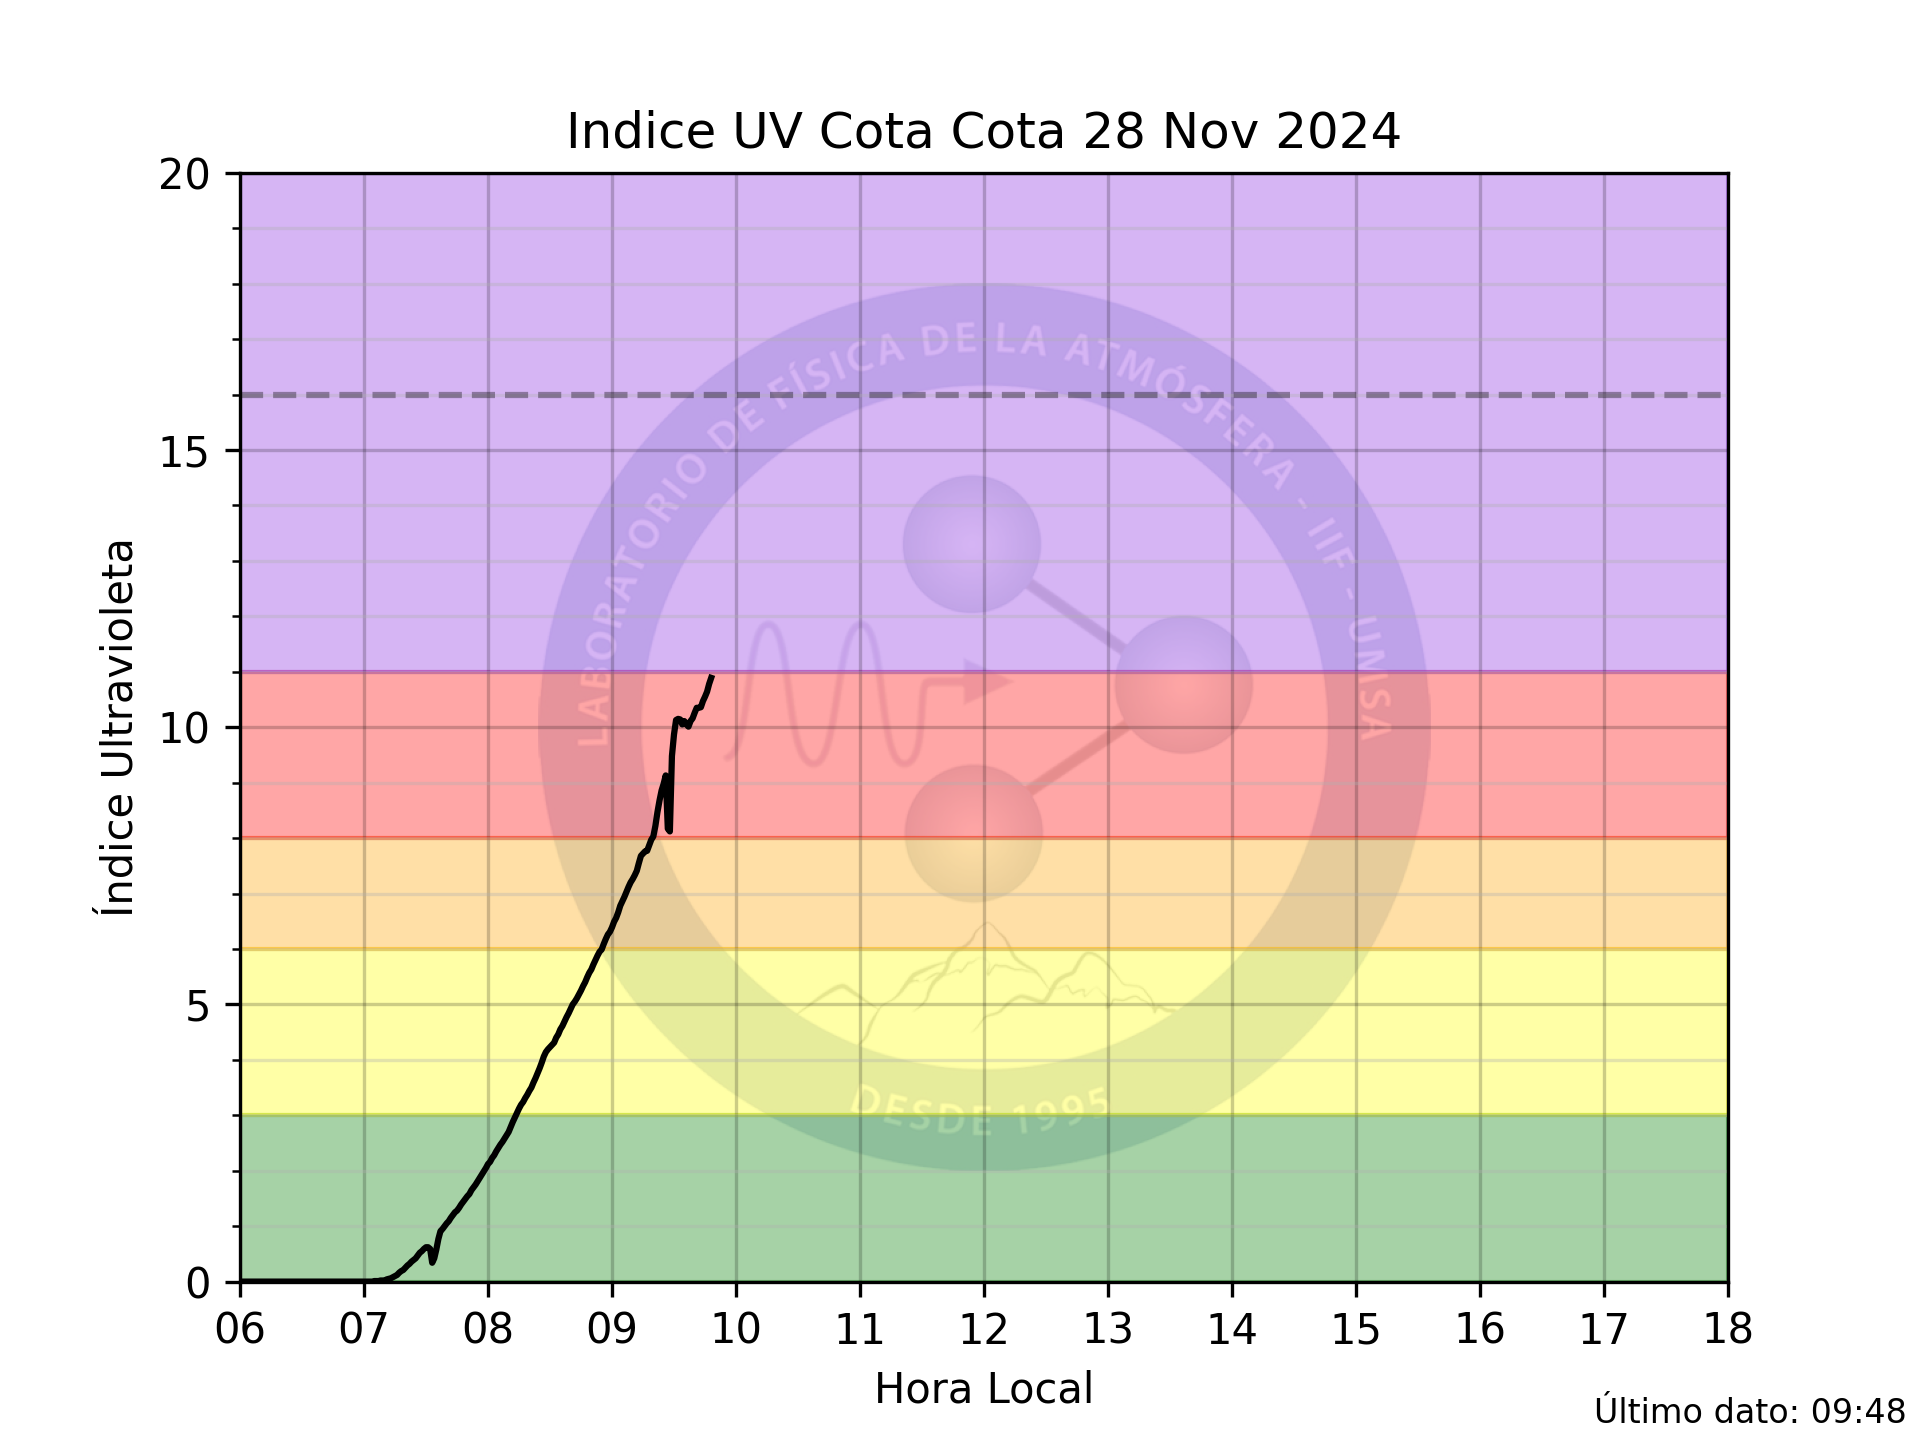 Indice UV Cota Cota 28 Nov 2024
20
15
10
5
0
Índice Ultravioleta
LABORATORIO DE FÍSICA DE LA ATMÓSFERA - IIF - UMSA
DESDE 1995
06 07 08 09 10 11 12 13 14 15 16 17 18
Hora Local
Último dato: 09:48